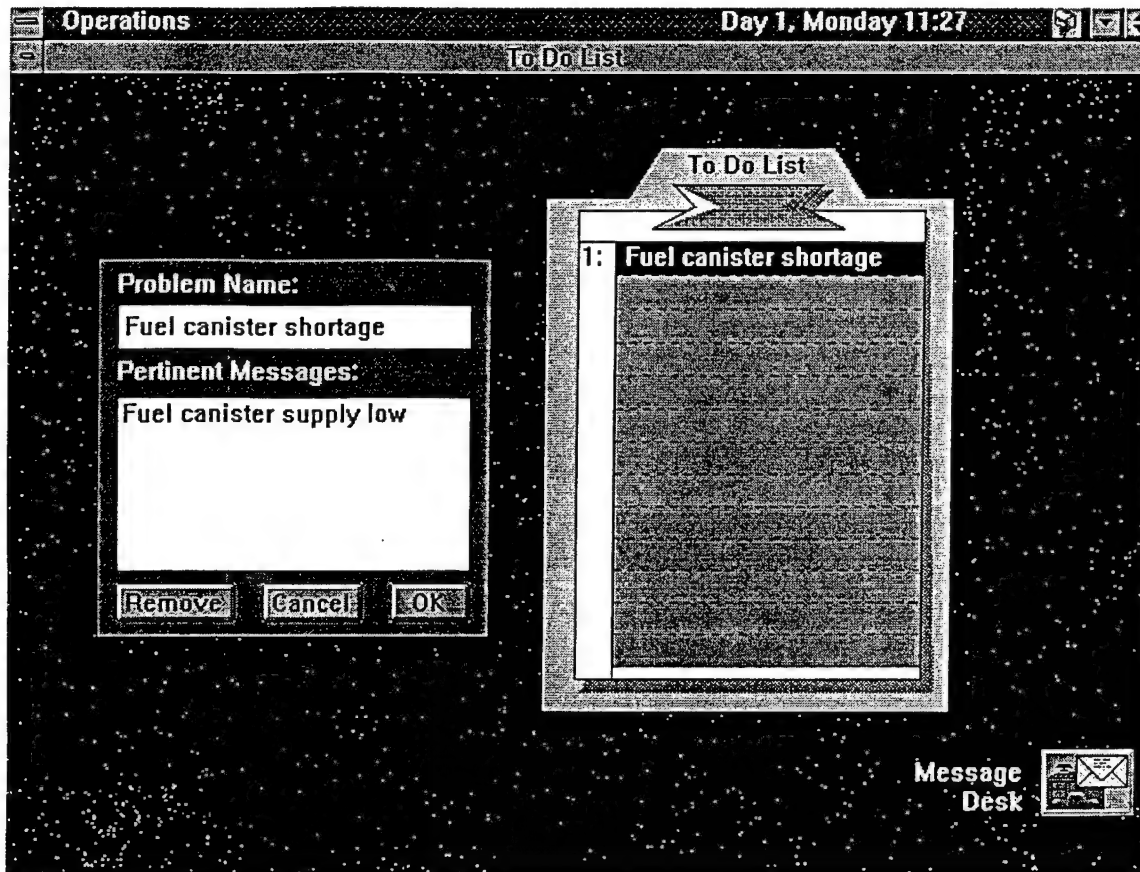 Operations
Day 1, Monday 11:27
To Do List
To Do List
1: Fuel canister shortage
Problem Name:
Fuel canister shortage
Pertinent Messages:
Fuel canister supply low
Remove Cancel OK
Message
Desk